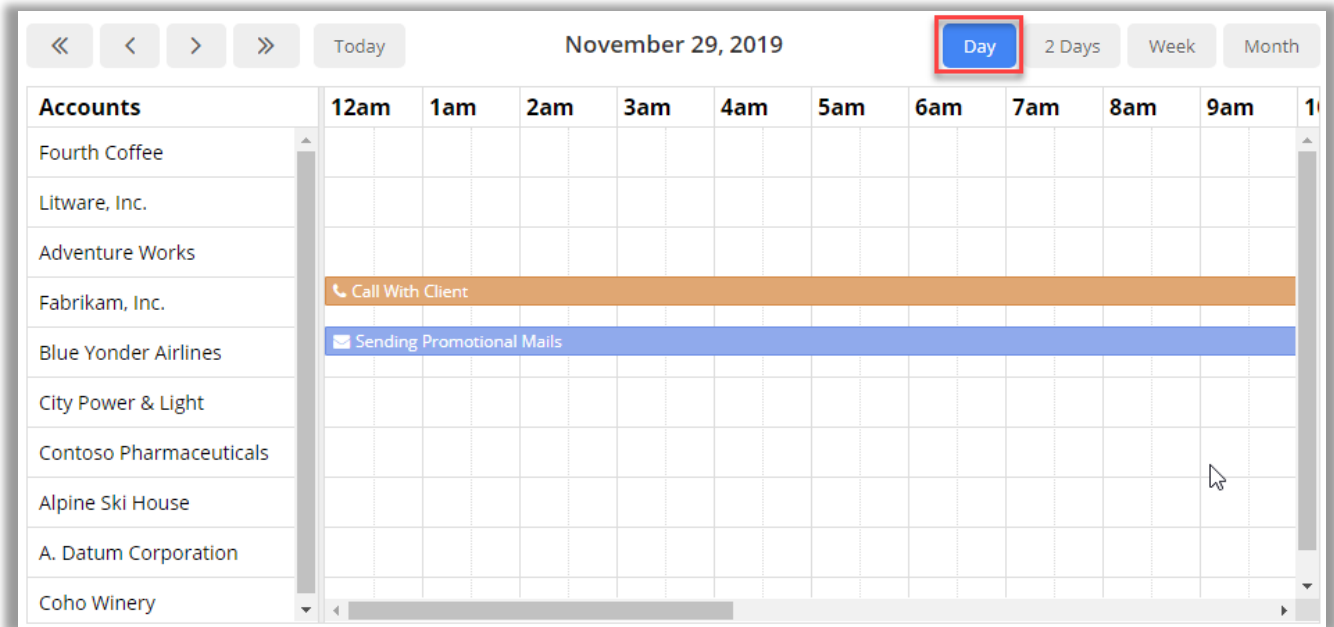 Today November 29, 2019 Day 2 Days Week Month
Accounts 12am 1am 2am 3am 4am 5am 6am 7am 8am 9am
Fourth Coffee
Litware, Inc.
Adventure Works
Call With Client
Fabrikam, Inc.
Sending Promotional Mails
Blue Yonder Airlines
City Power & Light
Contoso Pharmaceuticals
Alpine Ski House
A. Datum Corporation
Coho Winery